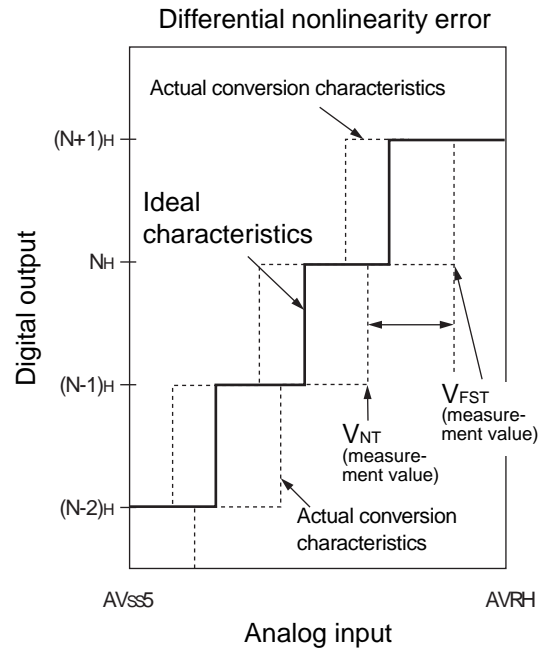 Differential nonlinearity error
Actual conversion characteristics
(N+1)H
Ideal
characteristics
NH
Digital output
(N-1)H
VFST
(measure-
ment value)
VNT
(measure-
ment value)
(N-2)H
Actual conversion
characteristics
AVss5
AVRH
Analog input